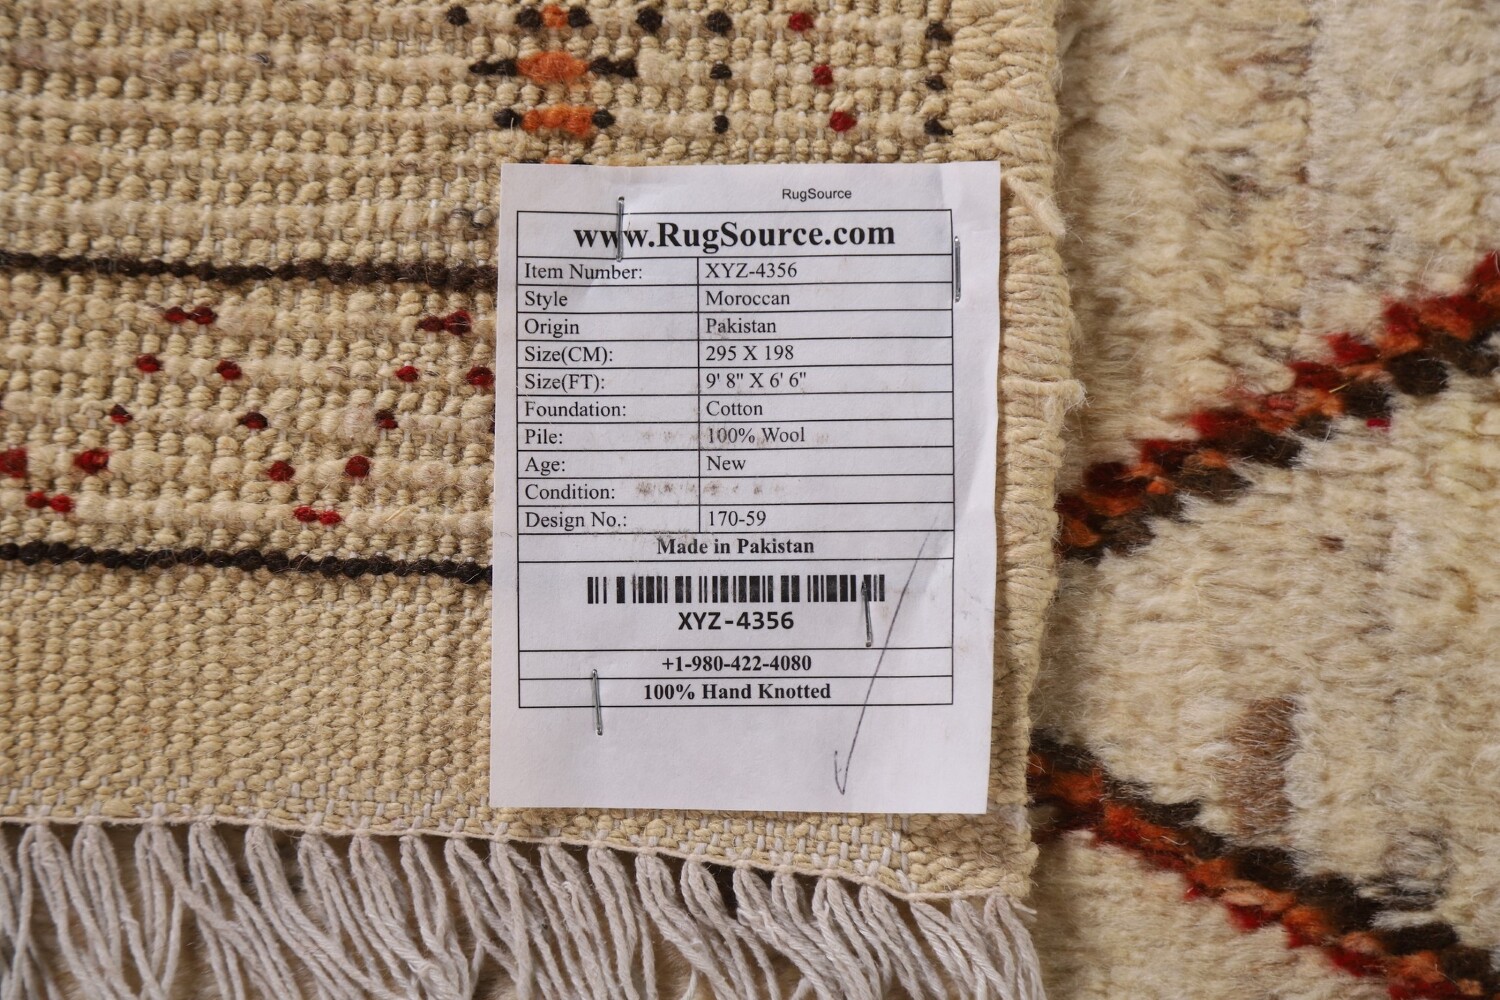 RugSource
www.RugSource.com
Item Number: XYZ-4356
Style Moroccan
Origin Pakistan
Size(CM): 295 X 198
Size(FT): 9' 8" X 6' 6"
Foundation: Cotton
Pile: 100% Wool
Age: New
Condition:
Design No.: 170-59
Made in Pakistan
XYZ-4356
+1-980-422-4080
100% Hand Knotted